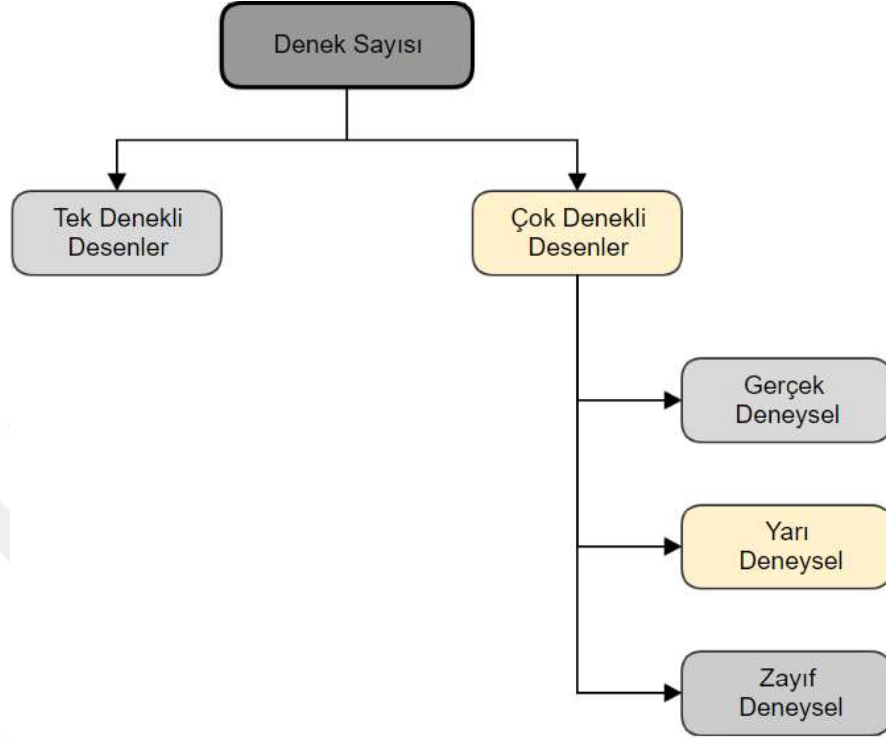 Denek Sayısı
Tek Denekli
Desenler
Çok Denekli
Desenler
Gerçek
Deneysel
Yarı
Deneysel
Zayıf
Deneysel